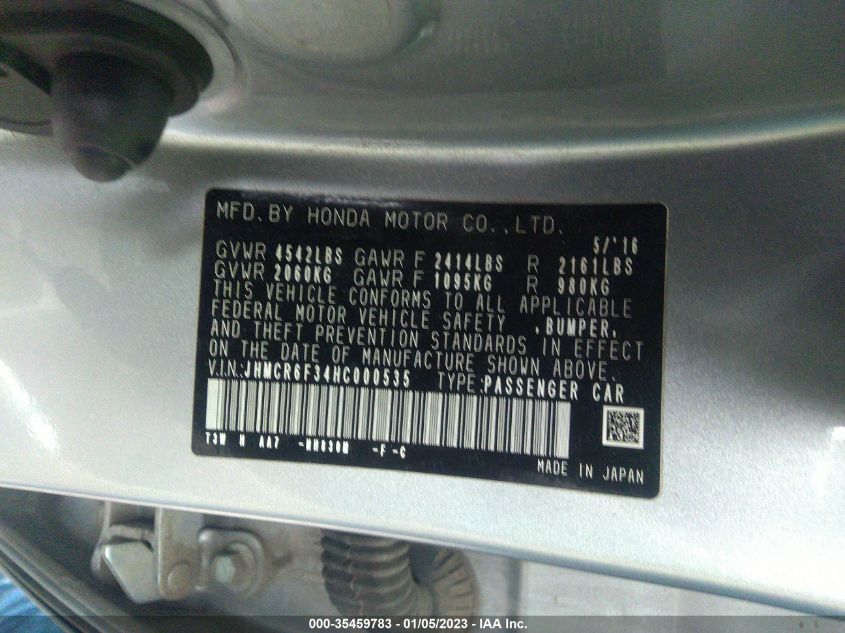 MFD. BY HONDA MOTOR CO., LTD.
5/'16
GVWR 4542LBS GAWR F 2414LBS R 2161LBS
GVWR 2060KG GAWR F 1095KG R 980KG
THIS VEHICLE CONFORMS TO ALL APPLICABLE
FEDERAL MOTOR VEHICLE SAFETY ,BUMPER,
AND THEFT PREVENTION STANDARDS IN EFFECT
ON THE DATE OF MANUFACTURE SHOWN ABOVE.
V.I.N.:JHMCR6F34HC000535 TYPE:PASSENGER CAR
AA7 -NH830M -F -G
MADE IN JAPAN
000-35459783 - 01/05/2023 - IAA Inc.